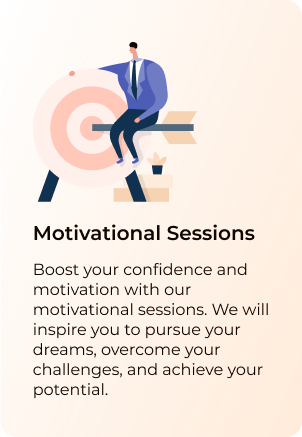 Motivational Sessions
Boost your confidence and
motivation with our
motivational sessions. We will
inspire you to pursue your
dreams, overcome your
challenges, and achieve your
potential.